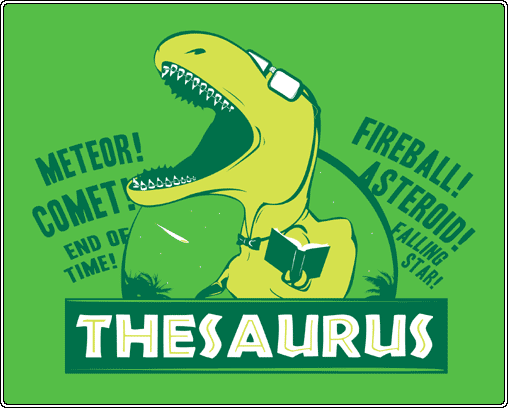 METEOR!
COMET!
END OF
TIME!
FIREBALL!
ASTEROID!
FALLING
STAR!
THESAURUS